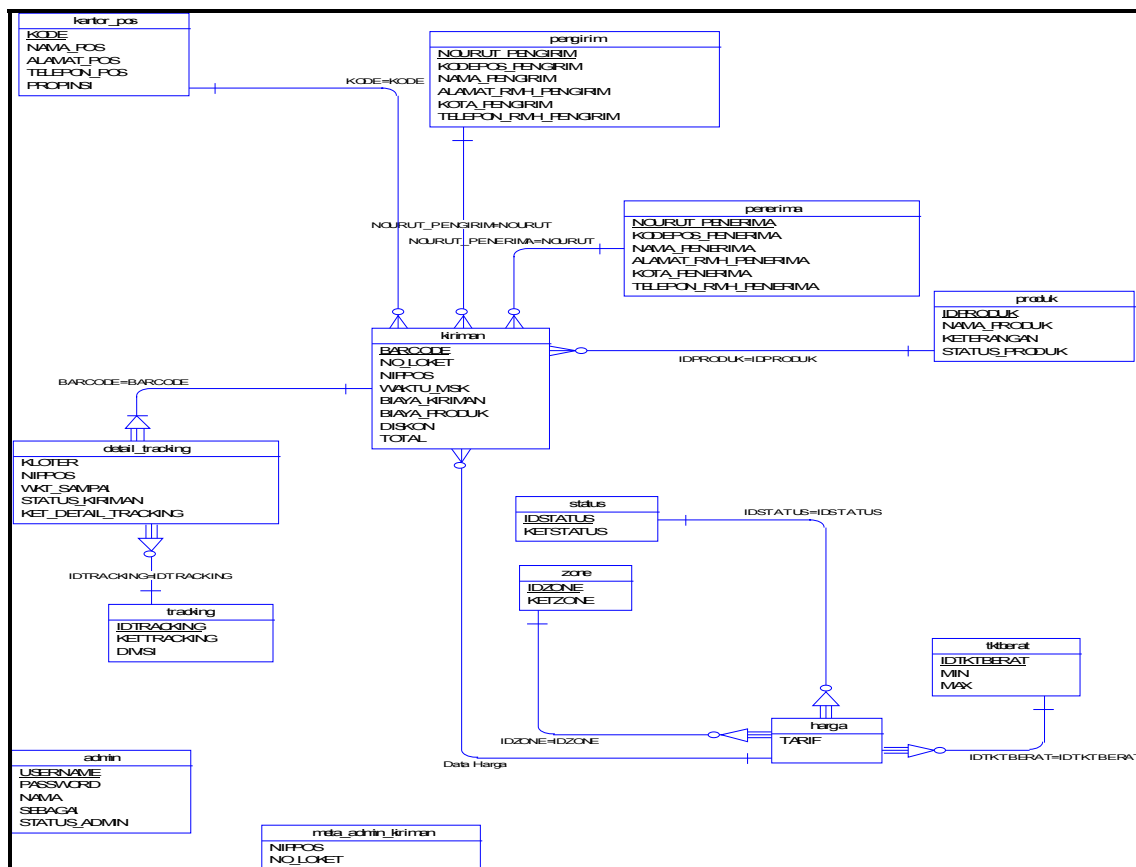 kantor_pos
KODE
NAMA_POS
ALAMAT_POS
TELEPON_POS
PROPINSI
KODE=KODE
pengirim
NOURUT_PENGIRIM
KODEPOS_PENGIRIM
NAMA_PENGIRIM
ALAMAT_RMH_PENGIRIM
KOTA_PENGIRIM
TELEPON_RMH_PENGIRIM
NOURUT_PENGIRIM=NOURUT
NOURUT_PENERIMA=NOURUT
penerima
NOURUT_PENERIMA
KODEPOS_PENERIMA
NAMA_PENERIMA
ALAMAT_RMH_PENERIMA
KOTA_PENERIMA
TELEPON_RMH_PENERIMA
produk
IDPRODUK
NAMA_PRODUK
KETERANGAN
STATUS_PRODUK
IDPRODUK=IDPRODUK
kiriman
BARCODE
NO_LOKET
NIPPOS
WAKTU_MSK
BIAYA_KIRIMAN
BIAYA_PRODUK
DISKON
TOTAL
BARCODE=BARCODE
detail_tracking
KLOTER
NIPPOS
WKT_SAMPAI
STATUS_KIRIMAN
KET_DETAIL_TRACKING
IDTRACKING=IDTRACKING
tracking
IDTRACKING
KETTRACKING
DIVISI
status
IDSTATUS
KETSTATUS
IDSTATUS=IDSTATUS
zone
IDZONE
KETZONE
IDZONE=IDZONE
tktberat
IDTKTBERAT
MIN
MAX
IDTKTBERAT=IDTKTBERAT
harga
TARIF
Data Harga
admin
USERNAME
PASSWORD
NAMA
SEBAGAI
STATUS_ADMIN
meta_admin_kiriman
NIPPOS
NO_LOKET